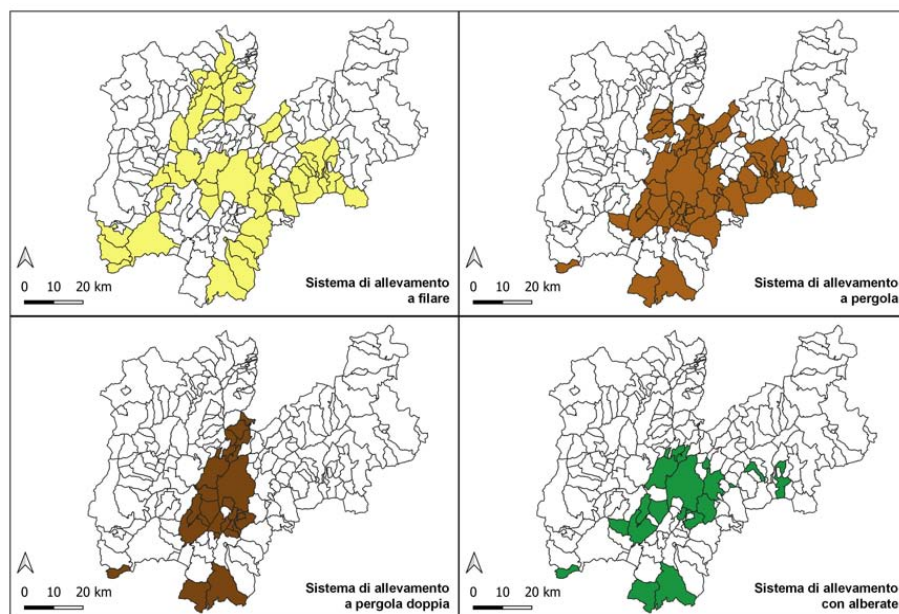 0 10 20 km
Sistema di allevamento
a filare
0 10 20 km
Sistema di allevamento
a pergola
0 10 20 km
Sistema di allevamento
a pergola doppia
0 10 20 km
Sistema di allevamento
con alberate